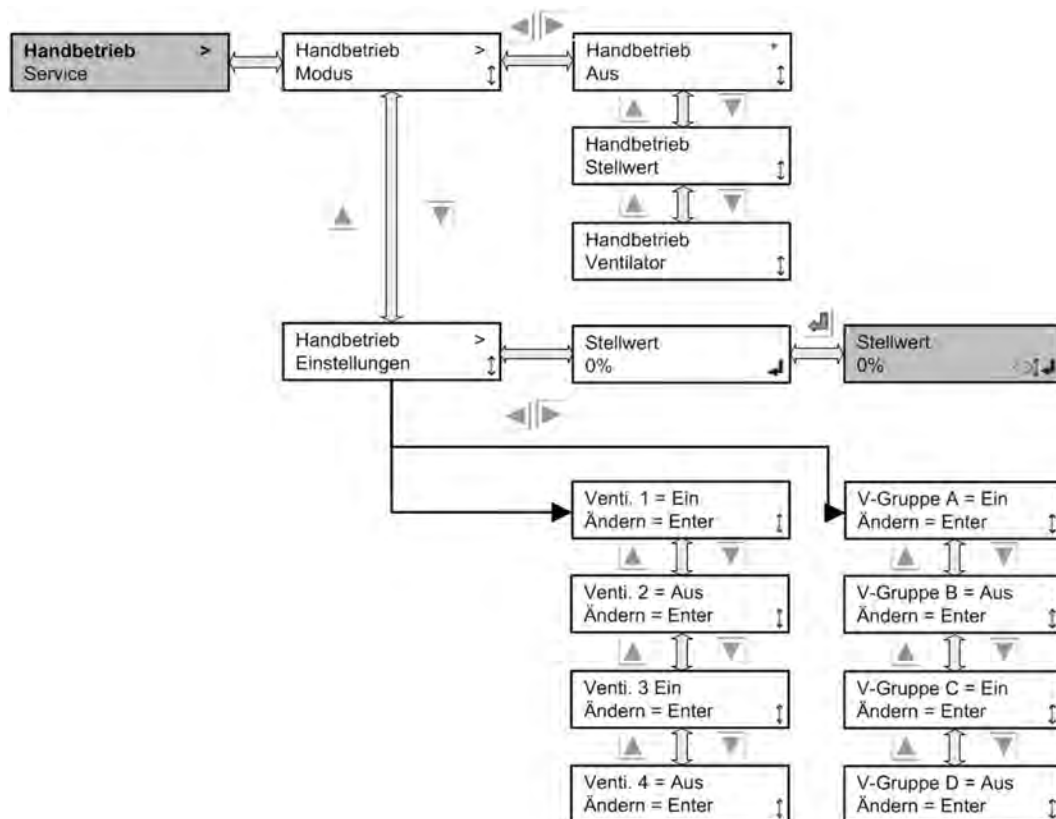 Handbetrieb >
Service
Handbetrieb >
Modus
Handbetrieb *
Aus
Handbetrieb
Stellwert
Handbetrieb
Ventilator
Handbetrieb >
Einstellungen
Stellwert
0%
Stellwert
0%
Venti. 1 = Ein
Ändern = Enter
V-Gruppe A = Ein
Ändern = Enter
Venti. 2 = Aus
Ändern = Enter
V-Gruppe B = Aus
Ändern = Enter
Venti. 3 Ein
Ändern = Enter
V-Gruppe C = Ein
Ändern = Enter
Venti. 4 = Aus
Ändern = Enter
V-Gruppe D = Aus
Ändern = Enter